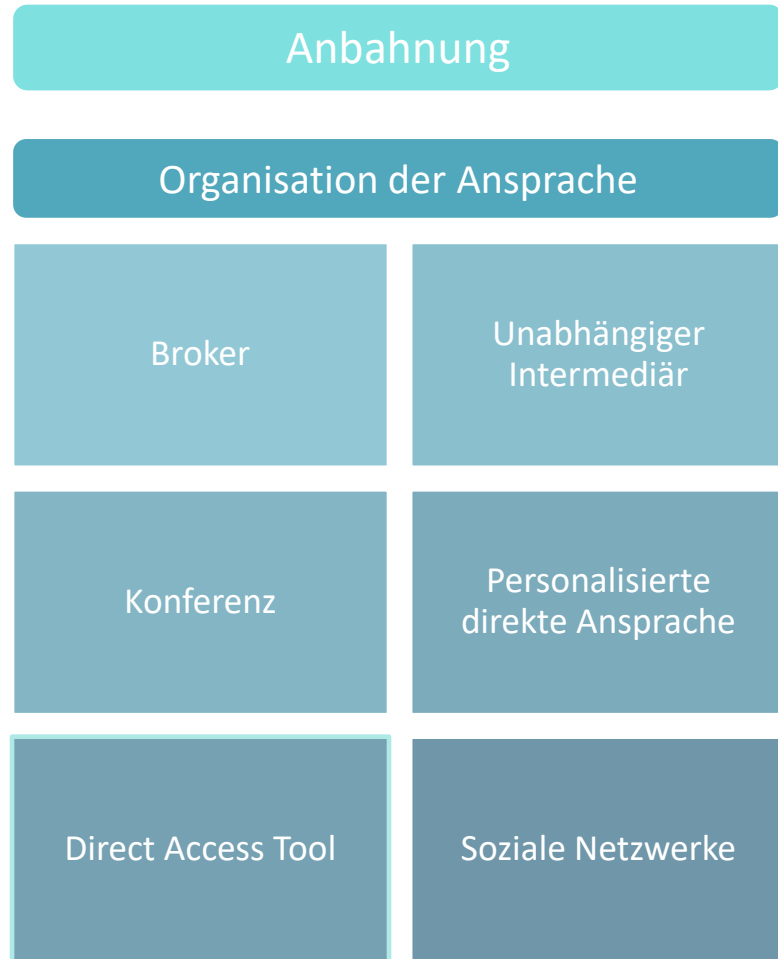 Anbahnung
Organisation der Ansprache
Broker
Unabhängiger
Intermediär
Konferenz
Personalisierte
direkte Ansprache
Direct Access Tool
Soziale Netzwerke